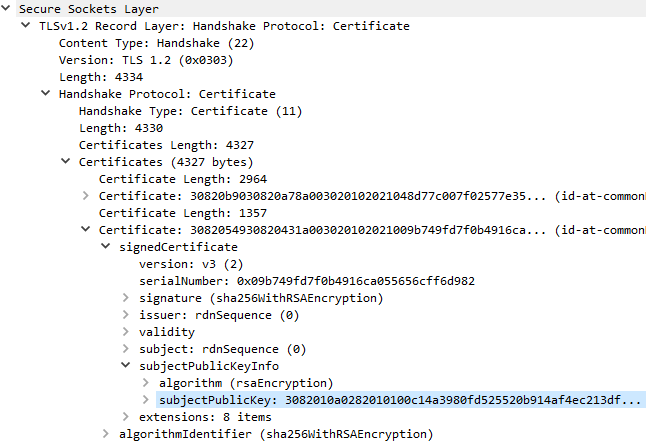 Secure Sockets Layer
TLSv1.2 Record Layer: Handshake Protocol: Certificate
Content Type: Handshake (22)
Version: TLS 1.2 (0x0303)
Length: 4334
Handshake Protocol: Certificate
Handshake Type: Certificate (11)
Length: 4330
Certificates Length: 4327
Certificates (4327 bytes)
Certificate Length: 2964
Certificate: 30820b9030820a78a003020102021048d77c007f02577e35... (id-at-commonl
Certificate Length: 1357
Certificate: 3082054930820431a003020102021009b749fd7f0b4916ca... (id-at-commonl
signedCertificate
version: v3 (2)
serialNumber: 0x09b749fd7f0b4916ca055656cff6d982
signature (sha256WithRSAEncryption)
issuer: rdnSequence (0)
validity
subject: rdnSequence (0)
subjectPublicKeyInfo
algorithm (rsaEncryption)
subjectPublicKey: 3082010a0282010100c14a3980fd525520b914af4ec213df...
extensions: 8 items
algorithmIdentifier (sha256WithRSAEncryption)